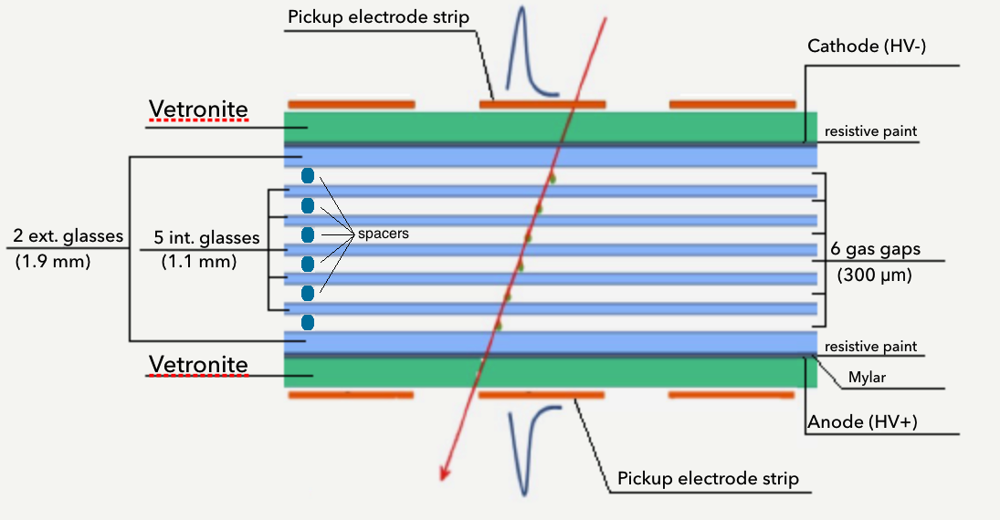 Pickup electrode strip
Cathode (HV-)
Vetronite
resistive paint
2 ext. glasses
(1.9 mm)
5 int. glasses
(1.1 mm)
spacers
6 gas gaps
(300 µm)
resistive paint
Vetronite
Mylar
Anode (HV+)
Pickup electrode strip